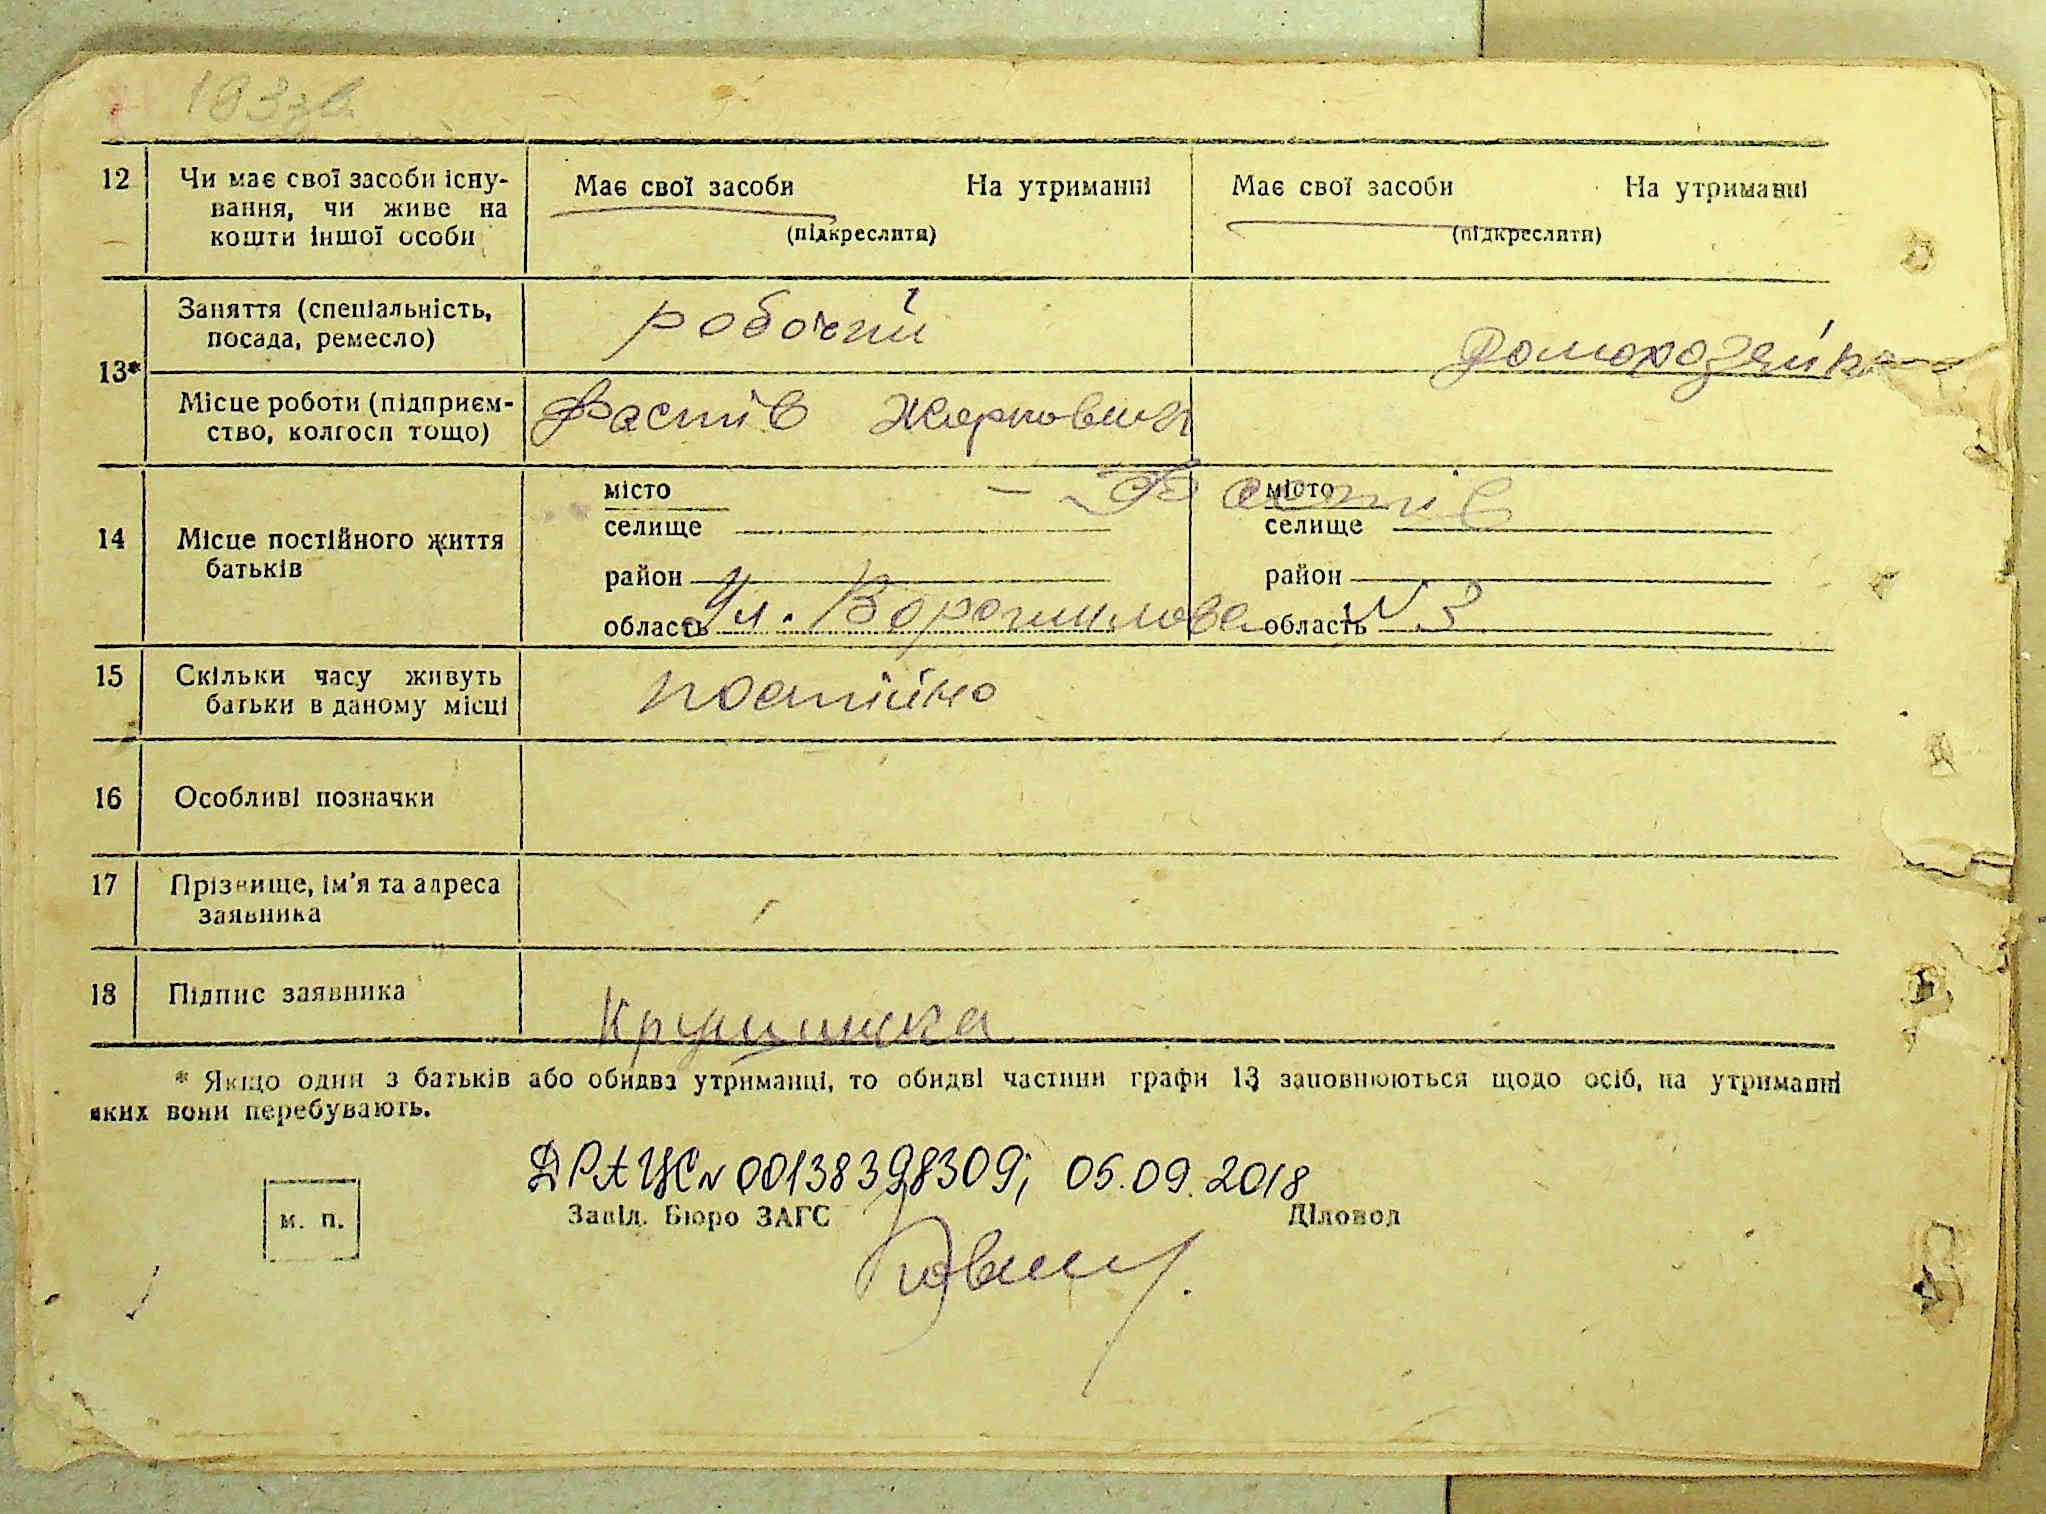 183 зв.
12 Чи має свої засоби існу-
вання, чи живе на
кошти іншої особи
Має свої засоби На утриманні
(підкреслити)
Має свої засоби На утриманні
(підкреслити)
13*
Заняття (спеціальність,
посада, ремесло)
робочий
домохозяйка
Місце роботи (підприєм-
ство, колгосп тощо)
Фастів
14 Місце постійного життя
батьків
місто
селище
район
область
місто
селище
район
область
– Фастів
Ул. Ворошилова N 3
15 Скільки часу живуть
батьки в даному місці
постійно
16 Особливі позначки
17 Прізвище, ім'я та адреса
заявника
18 Підпис заявника
* Якщо один з батьків або обидва утриманці, то обидві частини графи 13 заповнюються щодо осіб, на утриманні
яких вони перебувають.
ДРАЦС № 00138398309; 05.09.2018
м. п.
Завід. Бюро ЗАГС
Діловод